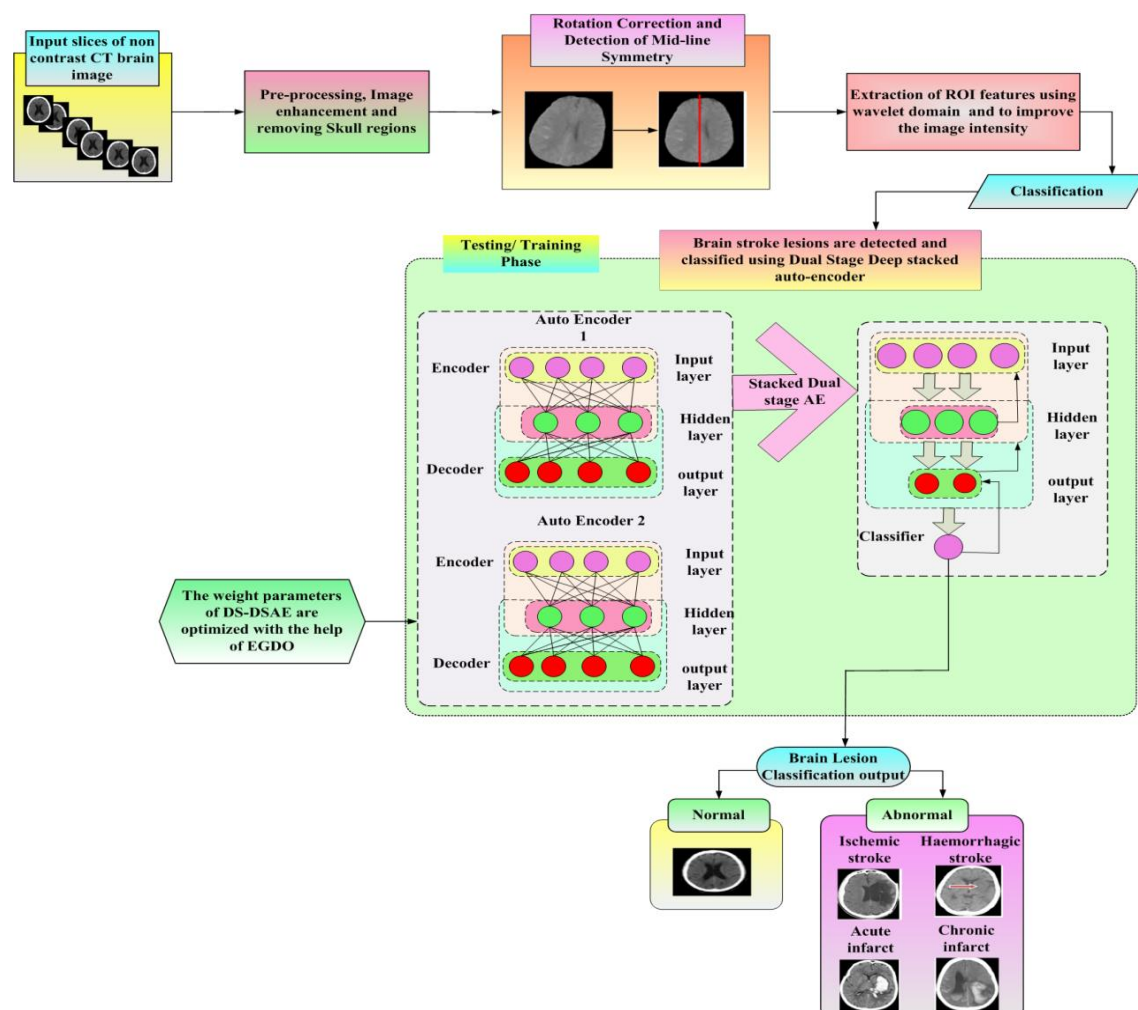 Input slices of non
contrast CT brain
image
Pre-processing, Image
enhancement and
removing Skull regions
Rotation Correction and
Detection of Mid-line
Symmetry
Extraction of ROI features using
wavelet domain and to improve
the image intensity
Classification
Testing/ Training
Phase
Brain stroke lesions are detected and
classified using Dual Stage Deep stacked
auto-encoder
Auto Encoder
1
Encoder
Input
layer
Hidden
layer
Decoder
output
layer
Auto Encoder 2
Encoder
Input
layer
Hidden
layer
Decoder
output
layer
Stacked Dual
stage AE
Input
layer
Hidden
layer
output
layer
Classifier
The weight parameters
of DS-DSAE are
optimized with the help
of EGDO
Brain Lesion
Classification output
Normal
Abnormal
Ischemic
stroke
Haemorrhagic
stroke
Acute
infarct
Chronic
infarct